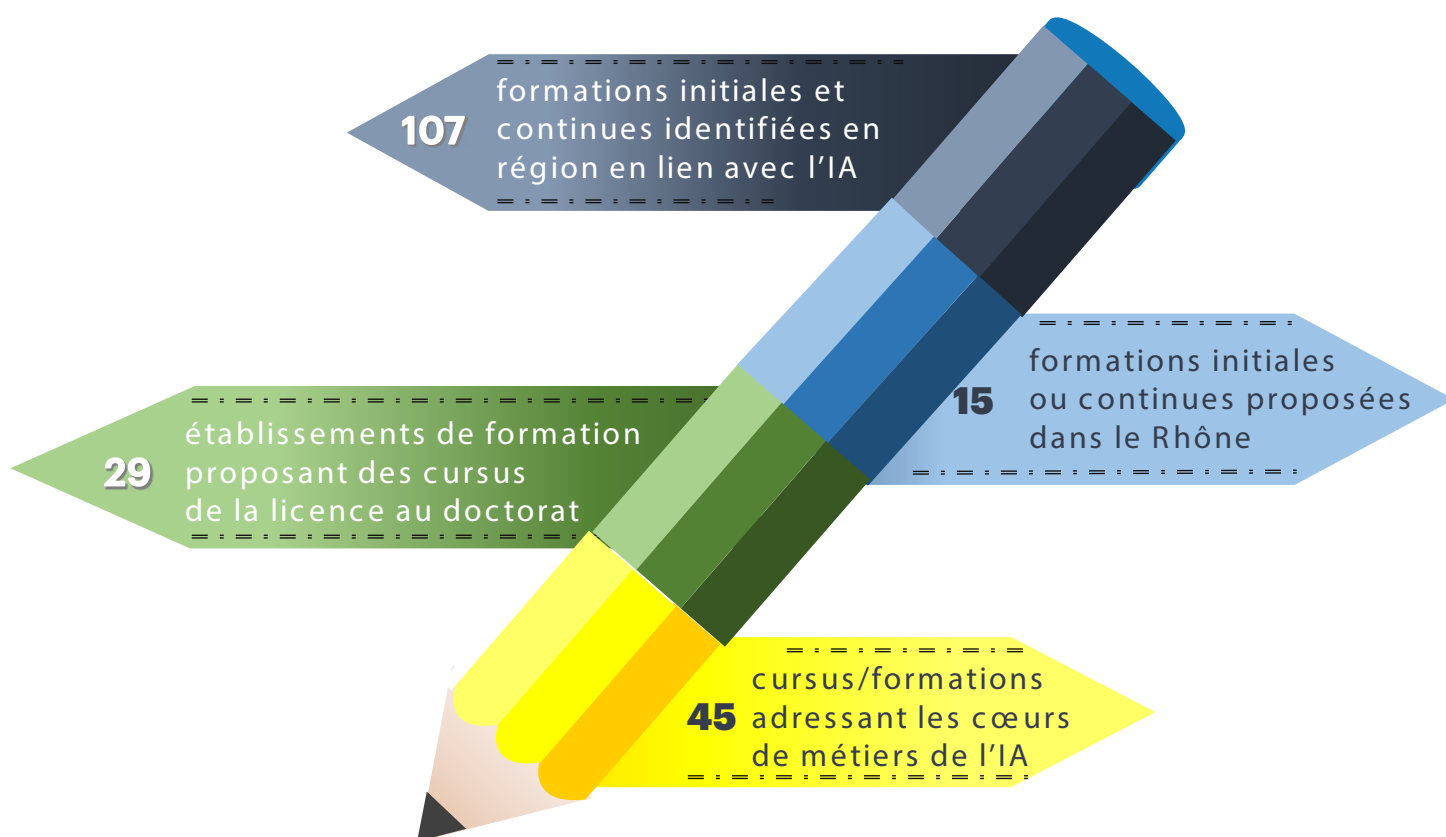 formations initiales et
107 continues identifiées en
région en lien avec l'IA
formations initiales
15 ou continues proposées
dans le Rhône
établissements de formation
29 proposant des cursus
de la licence au doctorat
cursus/formations
45 adressant les cœurs
de métiers de l'IA